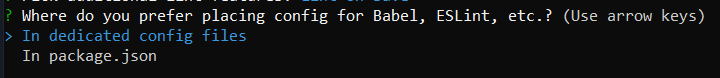 ? Where do you prefer placing config for Babel, ESLint, etc.? (Use arrow keys)
> In dedicated config files
In package.json